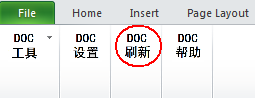 File Home Insert Page Layout
DOC DOC DOC DOC
工具 设置 刷新 帮助